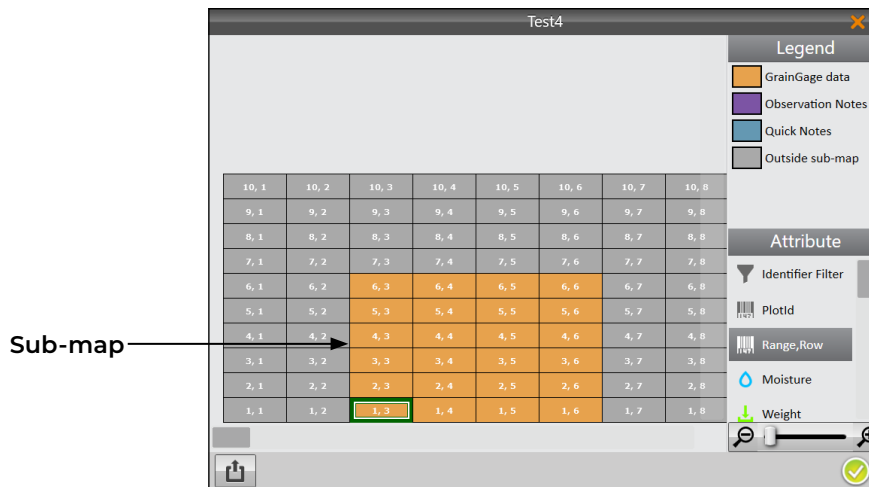 Test4
Legend
GrainGage data
Observation Notes
Quick Notes
Outside sub-map
10, 1 10, 2 10, 3 10, 4 10, 5 10, 6 10, 7 10, 8
9, 1 9, 2 9, 3 9, 4 9, 5 9, 6 9, 7 9, 8
8, 1 8, 2 8, 3 8, 4 8, 5 8, 6 8, 7 8, 8
7, 1 7, 2 7, 3 7, 4 7, 5 7, 6 7, 7 7, 8
6, 1 6, 2 6, 3 6, 4 6, 5 6, 6 6, 7 6, 8
5, 1 5, 2 5, 3 5, 4 5, 5 5, 6 5, 7 5, 8
4, 1 4, 2 4, 3 4, 4 4, 5 4, 6 4, 7 4, 8
3, 1 3, 2 3, 3 3, 4 3, 5 3, 6 3, 7 3, 8
2, 1 2, 2 2, 3 2, 4 2, 5 2, 6 2, 7 2, 8
1, 1 1, 2 1, 3 1, 4 1, 5 1, 6 1, 7 1, 8
Attribute
Identifier Filter
PlotId
Range,Row
Moisture
Weight
Sub-map